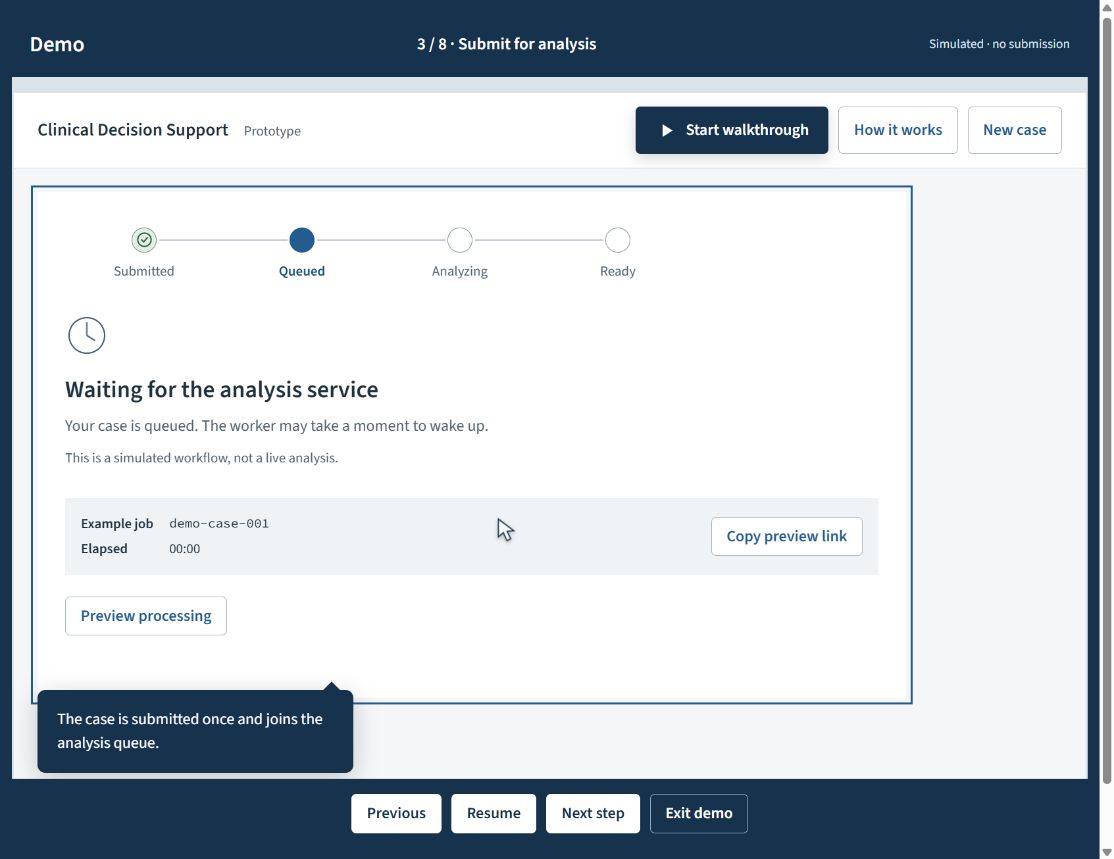 Demo
3 / 8 · Submit for analysis
Simulated · no submission
Clinical Decision Support
Prototype
Start walkthrough
How it works
New case
Submitted
Queued
Analyzing
Ready
Waiting for the analysis service
Your case is queued. The worker may take a moment to wake up.
This is a simulated workflow, not a live analysis.
Example job demo-case-001
Elapsed 00:00
Copy preview link
Preview processing
The case is submitted once and joins the
analysis queue.
Previous
Resume
Next step
Exit demo